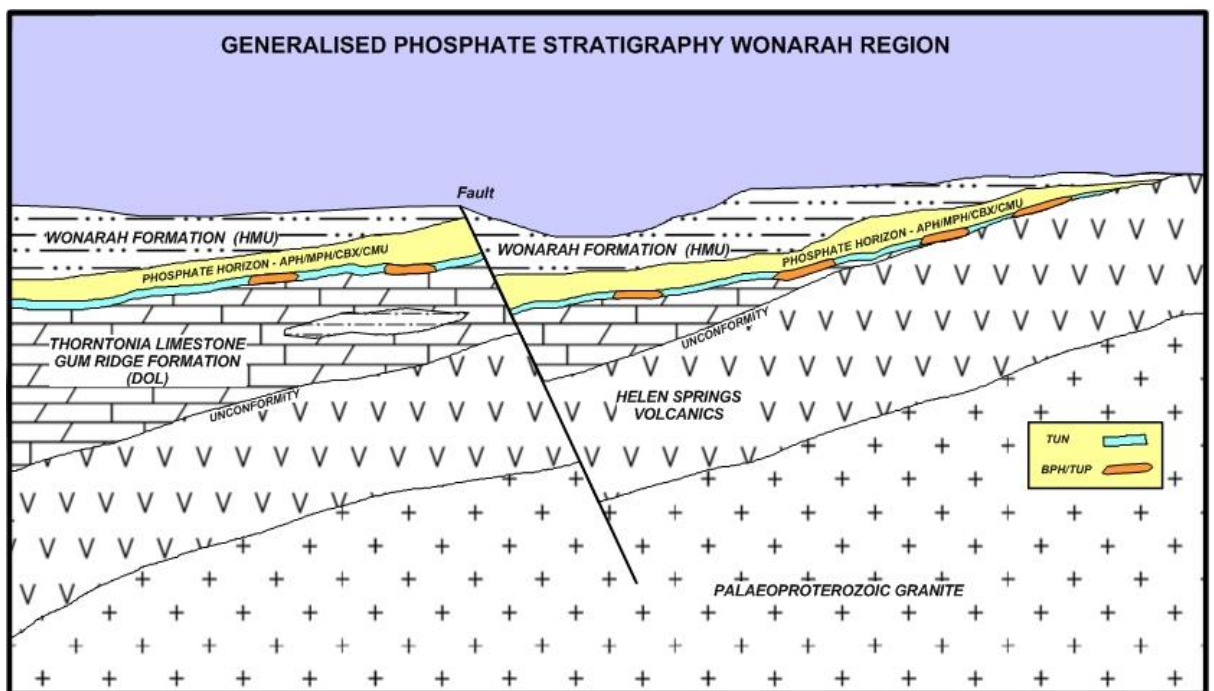 GENERALISED PHOSPHATE STRATIGRAPHY WONARAH REGION
Fault
WONARAH FORMATION (HMU)
WONARAH FORMATION (HMU)
PHOSPHATE HORIZON - APH/MPH/CBX/CMU
PHOSPHATE HORIZON - APH/MPH/CBX/CMU
THORNTONIA LIMESTONE
GUM RIDGE FORMATION
(DOL)
UNCONFORMITY
UNCONFORMITY
HELEN SPRINGS
VOLCANICS
TUN
BPH/TUP
PALAEOPROTEROZOIC GRANITE